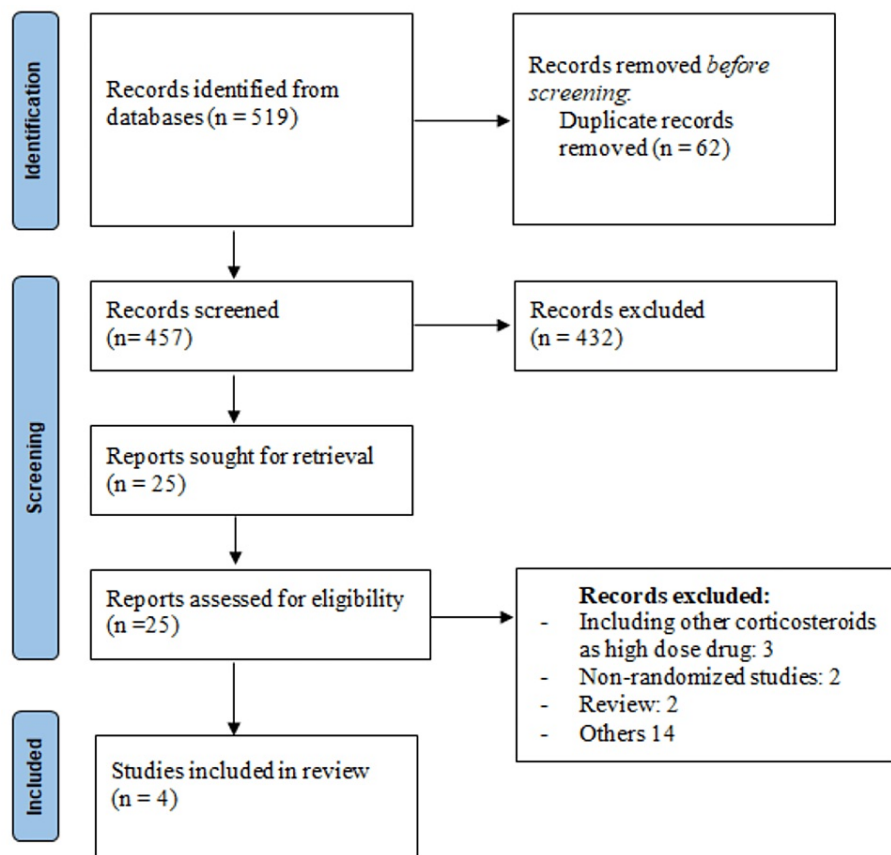 Identification
Records identified from
databases (n = 519)
Records removed before
screening:
Duplicate records
removed (n = 62)
Screening
Records screened
(n= 457)
Records excluded
(n = 432)
Reports sought for retrieval
(n = 25)
Reports assessed for eligibility
(n =25)
Records excluded:
- Including other corticosteroids
as high dose drug: 3
- Non-randomized studies: 2
- Review: 2
- Others 14
Included
Studies included in review
(n = 4)